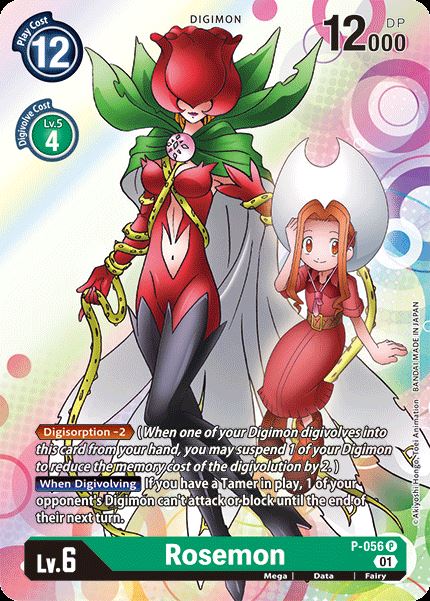 Play Cost
12
DIGIMON
12000
DP
Digivolve Cost
Lv.5
4
Digisorption -2 (When one of your Digimon digivolves into
this card from your hand, you may suspend 1 of your Digimon
to reduce the memory cost of the digivolution by 2.)
When Digivolving If you have a Tamer in play, 1 of your
opponent's Digimon can't attack or block until the end of
their next turn.
©Akiyoshi Hongo, Toei Animation ・ BANDAI MADE IN JAPAN
Lv.6
Rosemon
P-056 P
01
Mega | Data | Fairy